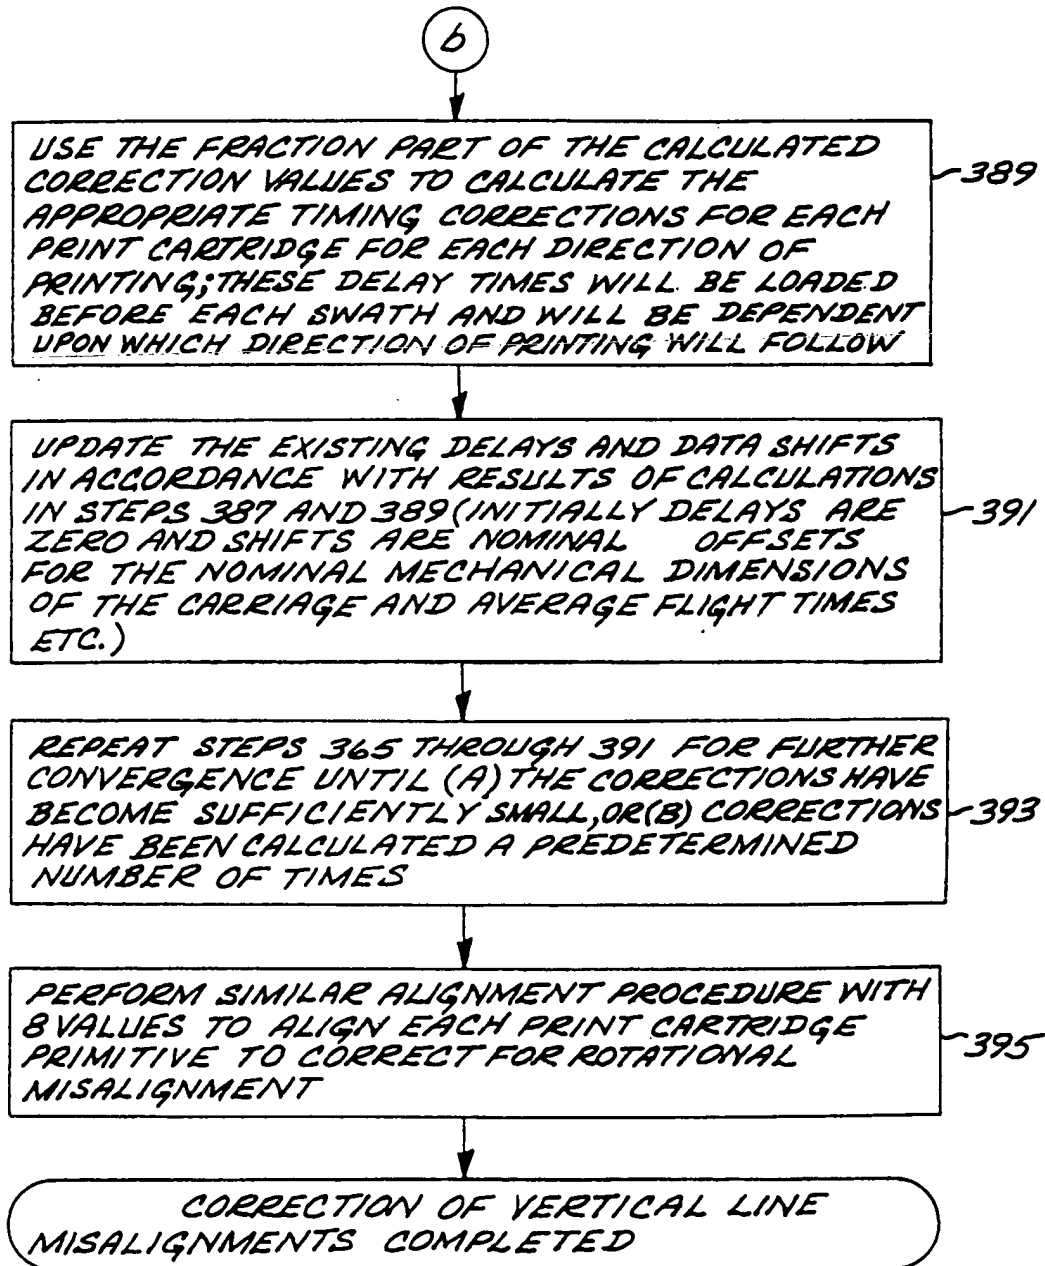 b
USE THE FRACTION PART OF THE CALCULATED
CORRECTION VALUES TO CALCULATE THE
APPROPRIATE TIMING CORRECTIONS FOR EACH
PRINT CARTRIDGE FOR EACH DIRECTION OF
PRINTING; THESE DELAY TIMES WILL BE LOADED
BEFORE EACH SWATH AND WILL BE DEPENDENT
UPON WHICH DIRECTION OF PRINTING WILL FOLLOW
389
UPDATE THE EXISTING DELAYS AND DATA SHIFTS
IN ACCORDANCE WITH RESULTS OF CALCULATIONS
IN STEPS 387 AND 389 (INITIALLY DELAYS ARE
ZERO AND SHIFTS ARE NOMINAL OFFSETS
FOR THE NOMINAL MECHANICAL DIMENSIONS
OF THE CARRIAGE AND AVERAGE FLIGHT TIMES
ETC.)
391
REPEAT STEPS 365 THROUGH 391 FOR FURTHER
CONVERGENCE UNTIL (A) THE CORRECTIONS HAVE
BECOME SUFFICIENTLY SMALL, OR (B) CORRECTIONS
HAVE BEEN CALCULATED A PREDETERMINED
NUMBER OF TIMES
393
PERFORM SIMILAR ALIGNMENT PROCEDURE WITH
8 VALUES TO ALIGN EACH PRINT CARTRIDGE
PRIMITIVE TO CORRECT FOR ROTATIONAL
MISALIGNMENT
395
CORRECTION OF VERTICAL LINE
MISALIGNMENTS COMPLETED